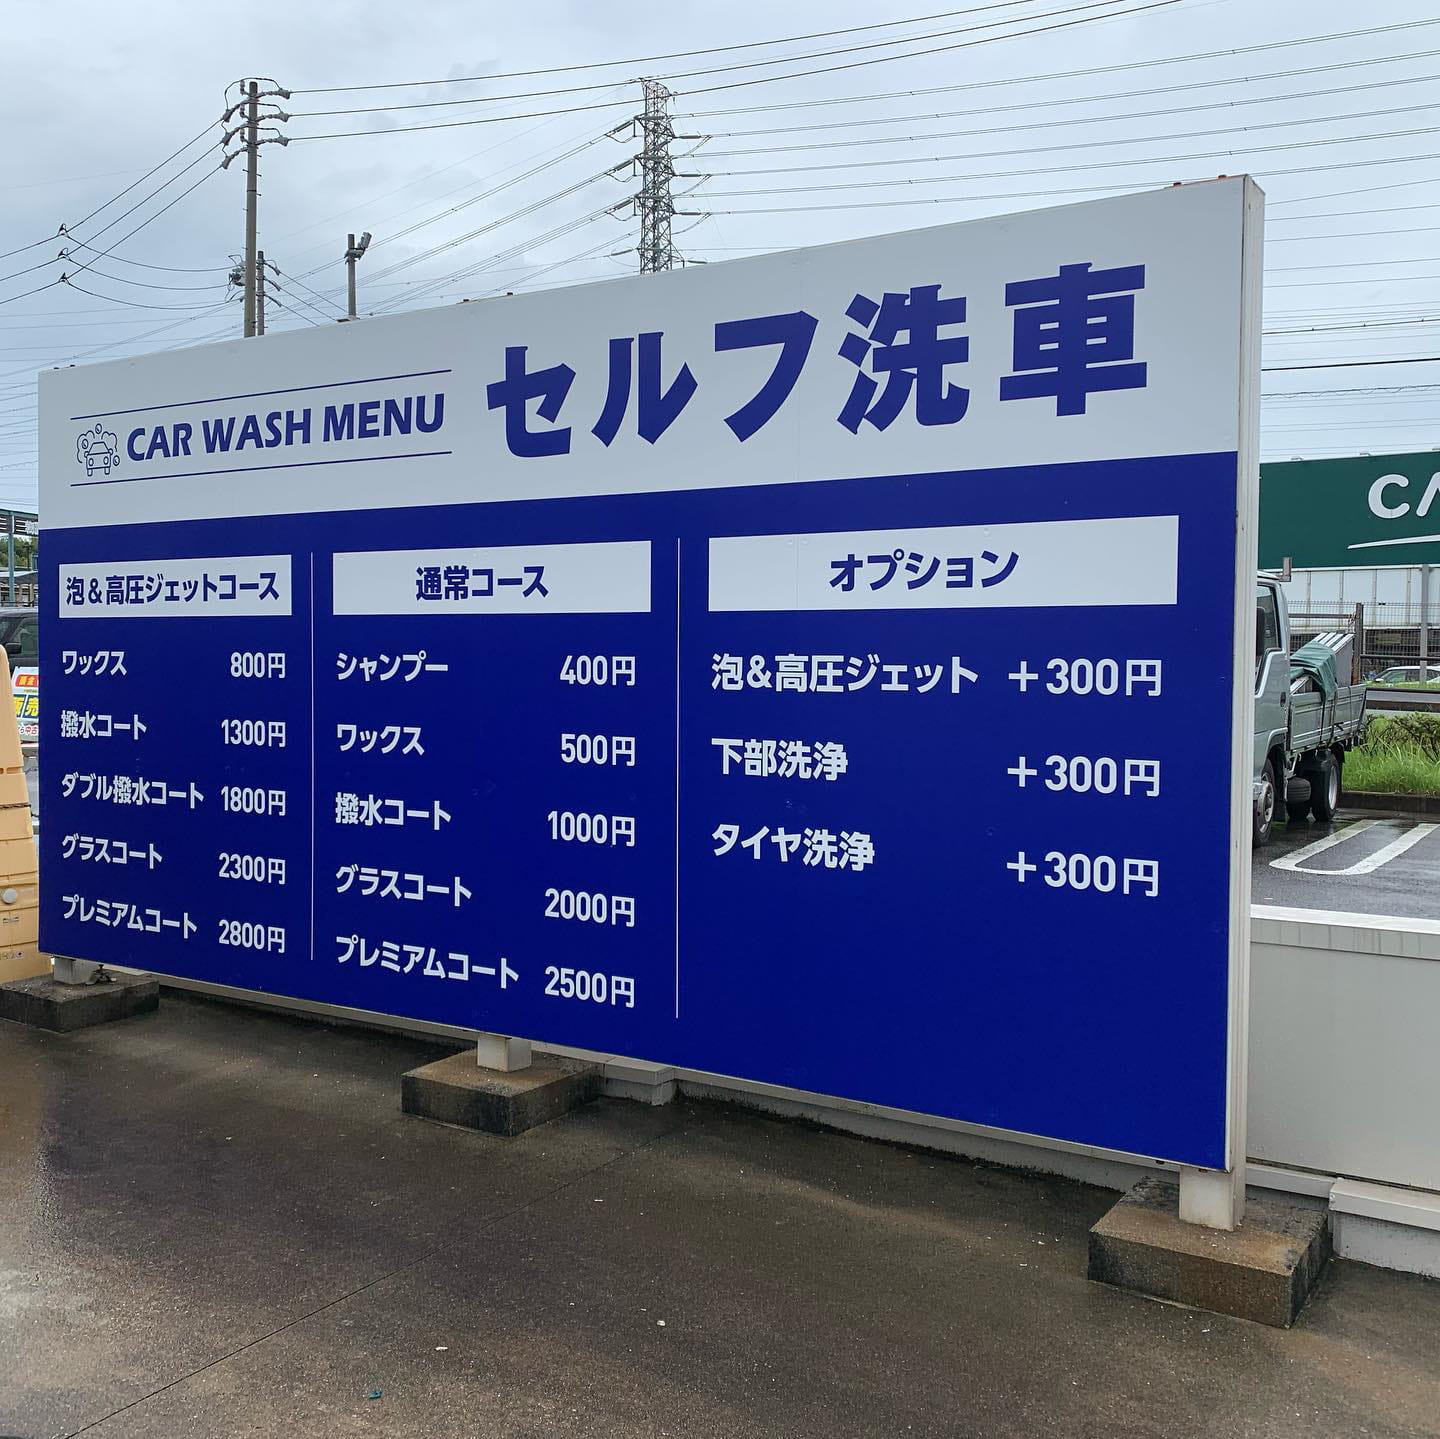 CAR WASH MENU
セルフ洗車
泡&高圧ジェットコース
ワックス 800円
撥水コート 1300円
ダブル撥水コート 1800円
グラスコート 2300円
プレミアムコート 2800円
通常コース
シャンプー 400円
ワックス 500円
撥水コート 1000円
グラスコート 2000円
プレミアムコート 2500円
オプション
泡&高圧ジェット +300円
下部洗浄 +300円
タイヤ洗浄 +300円